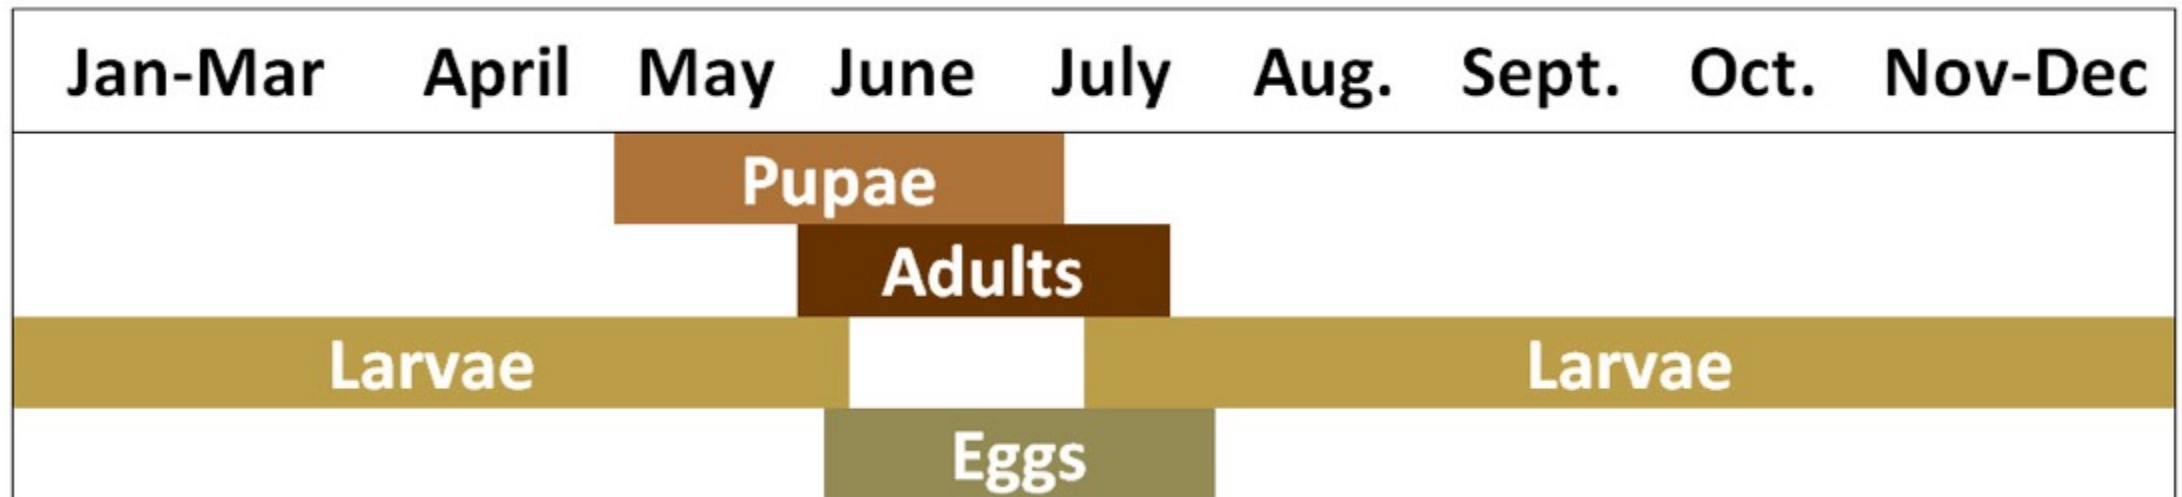 Jan-Mar April May June July Aug. Sept. Oct. Nov-Dec
Pupae
Adults
Larvae Larvae
Eggs